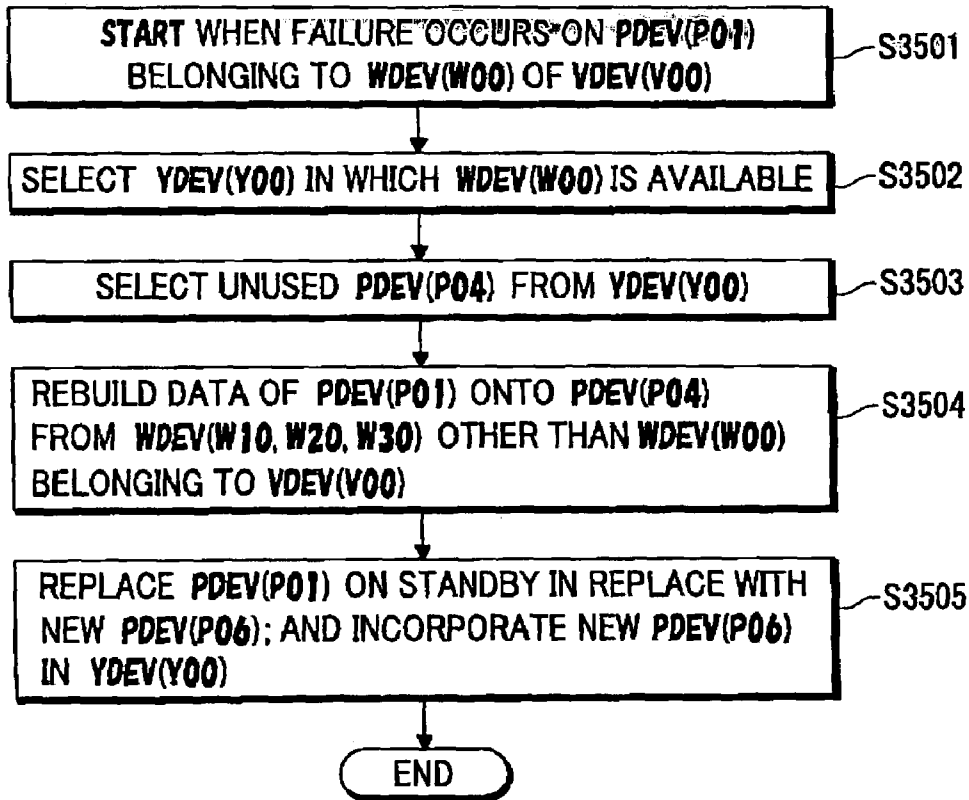 START WHEN FAILURE OCCURS ON PDEV(P01)
BELONGING TO WDEV(W00) OF VDEV(V00)
S3501
SELECT YDEV(Y00) IN WHICH WDEV(W00) IS AVAILABLE
S3502
SELECT UNUSED PDEV(P04) FROM YDEV(Y00)
S3503
REBUILD DATA OF PDEV(P01) ONTO PDEV(P04)
FROM WDEV(W10, W20, W30) OTHER THAN WDEV(W00)
BELONGING TO VDEV(V00)
S3504
REPLACE PDEV(P01) ON STANDBY IN REPLACE WITH
NEW PDEV(P06); AND INCORPORATE NEW PDEV(P06)
IN YDEV(Y00)
S3505
END